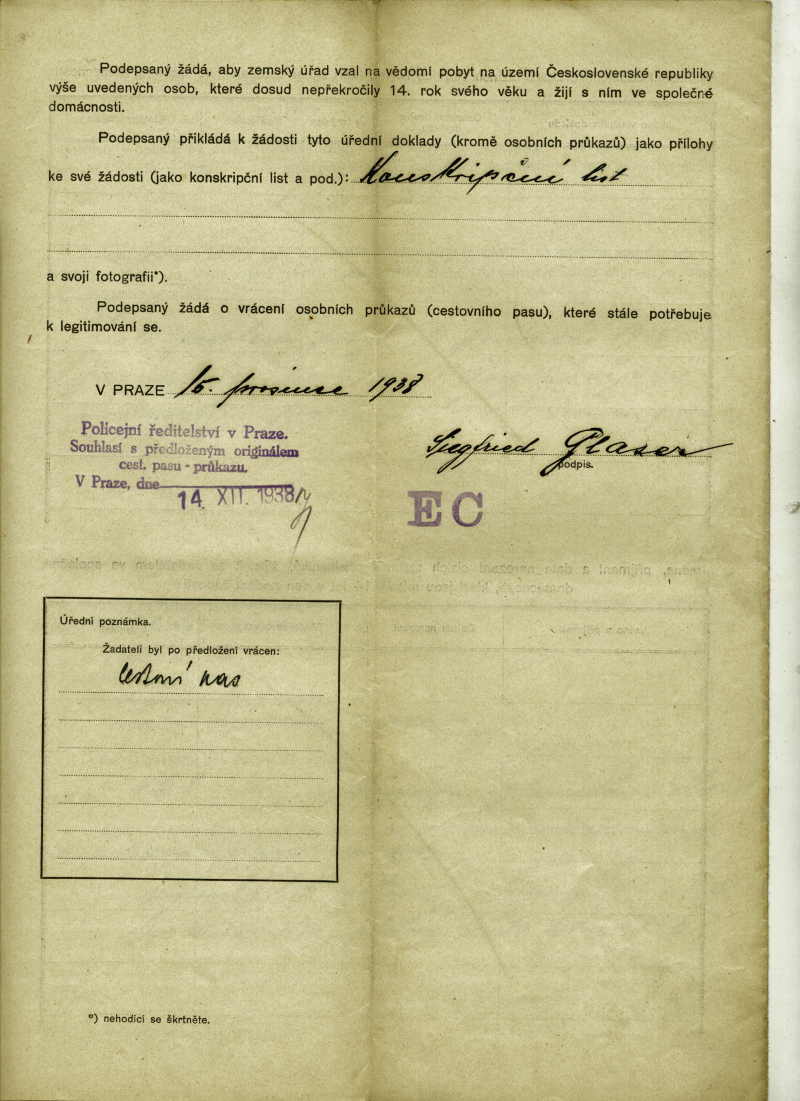 Podepsaný žádá, aby zemský úřad vzal na vědomí pobyt na území Československé republiky
výše uvedených osob, které dosud nepřekročily 14. rok svého věku a žijí s ním ve společné
domácnosti.
Podepsaný přikládá k žádosti tyto úřední doklady (kromě osobních průkazů) jako přílohy
ke své žádosti (jako konskripční list a pod.): Konskripční list
a svoji fotografii*).
Podepsaný žádá o vrácení osobních průkazů (cestovního pasu), které stále potřebuje
k legitimování se.
V PRAZE 15. prosince 1938
Policejní ředitelství v Praze.
Souhlasí s předloženým originálem
cest. pasu - průkazu.
V Praze, dne
14. XII. 1938
Siegfried Glaser
podpis.
EC
Úřední poznámka.
Žadateli byl po předložení vrácen:
cestovní pas
*) nehodící se škrtněte.